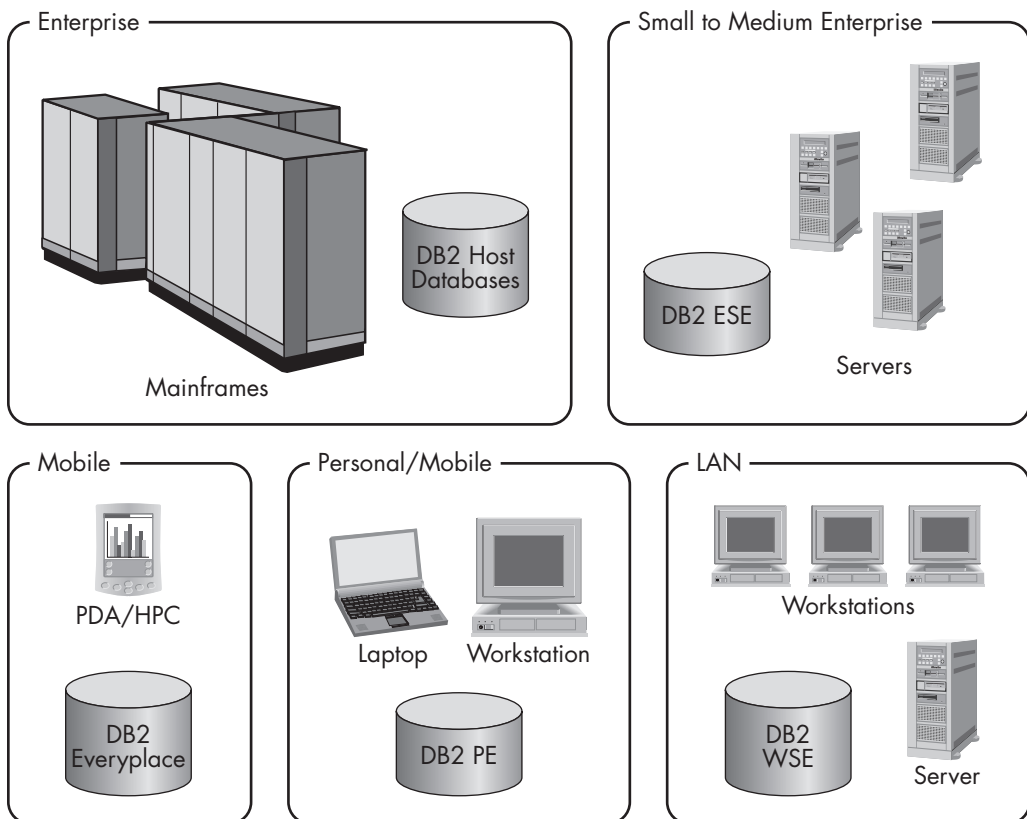 Enterprise
DB2 Host
Databases
Mainframes
Small to Medium Enterprise
DB2 ESE
Servers
Mobile
PDA/HPC
DB2
Everyplace
Personal/Mobile
Laptop
Workstation
DB2 PE
LAN
Workstations
DB2
WSE
Server